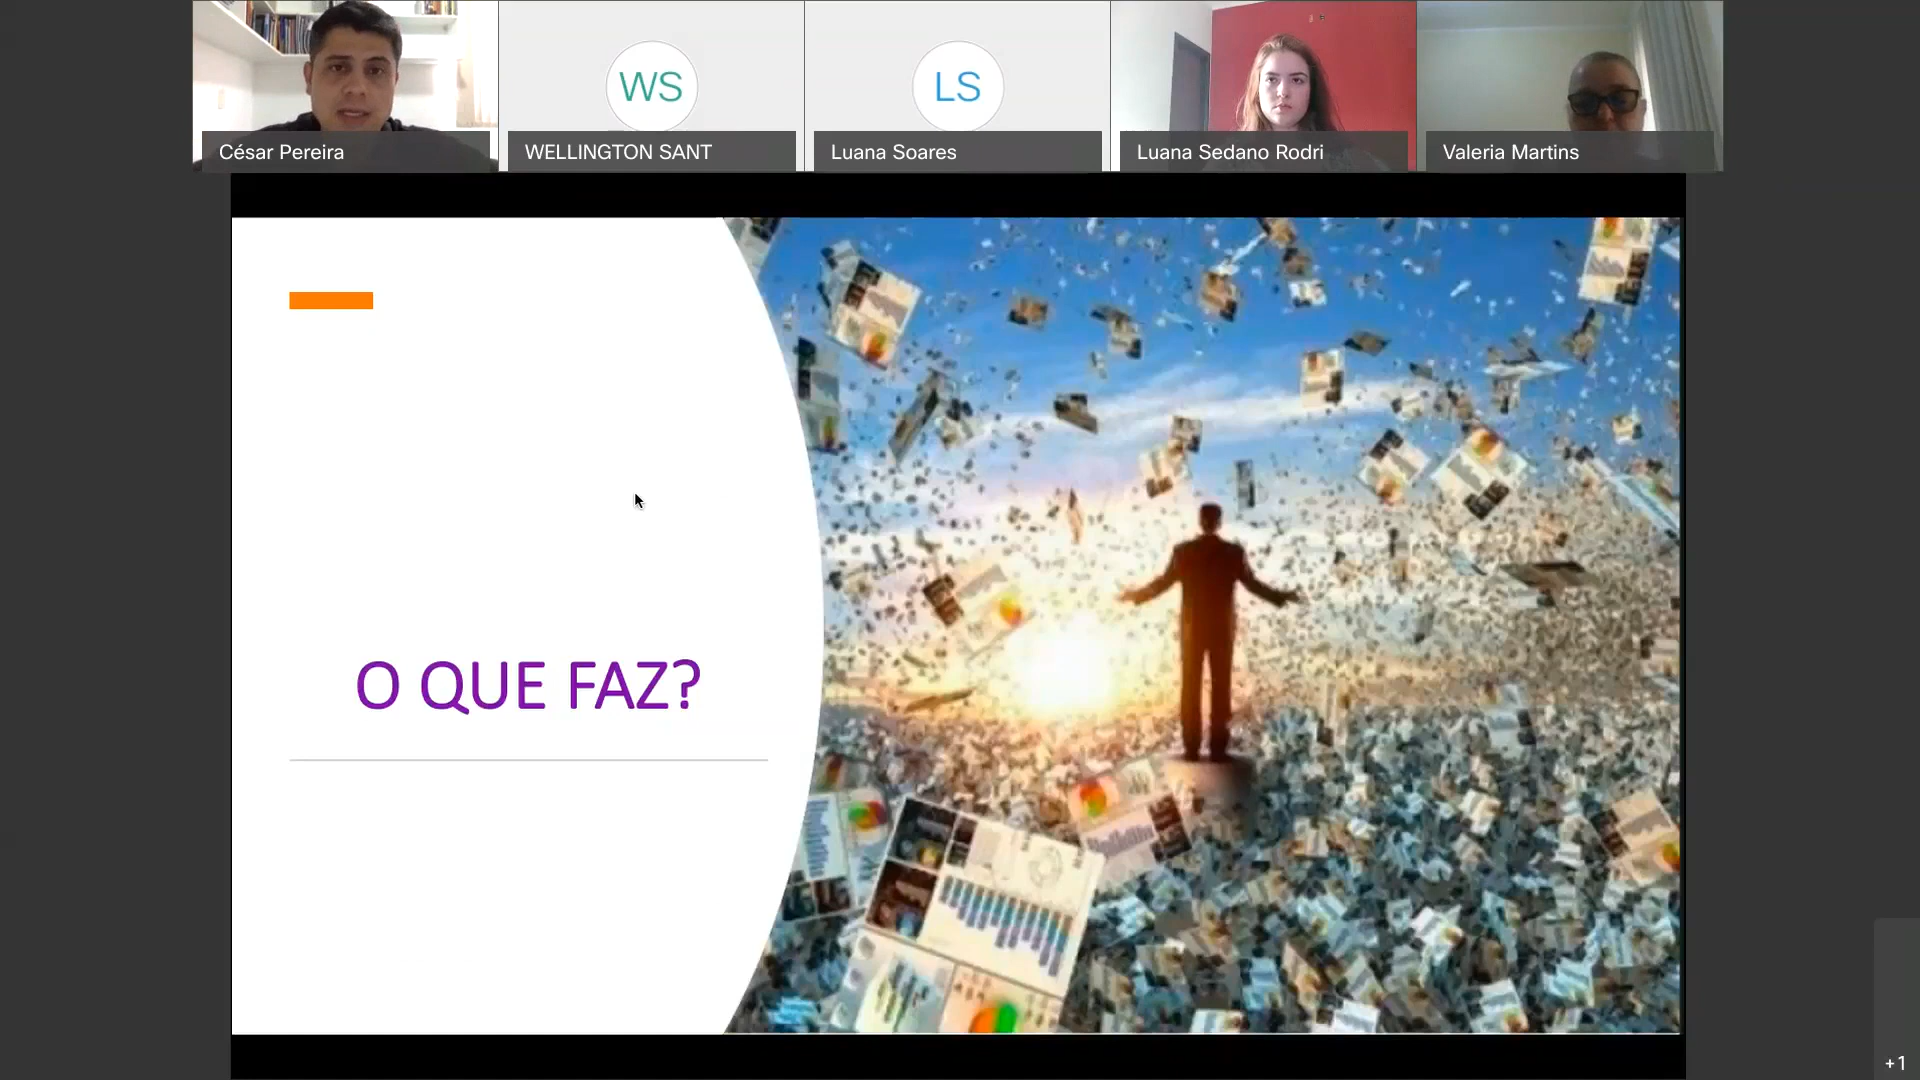 César Pereira
WS
WELLINGTON SANT
LS
Luana Soares
Luana Sedano Rodri
Valeria Martins
O QUE FAZ?
+1